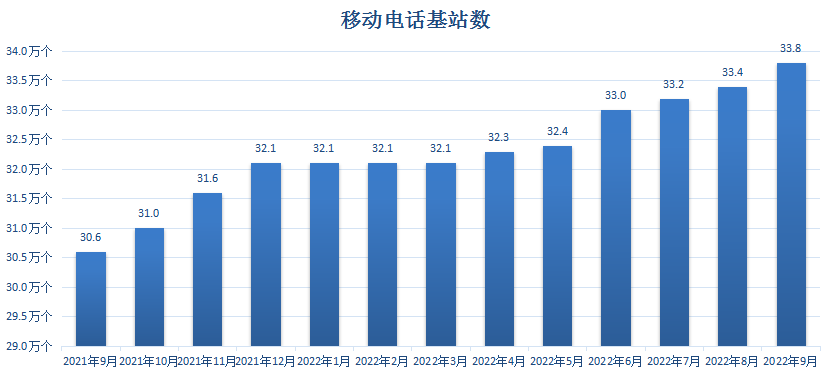 移动电话基站数
34.0万个
33.5万个
33.0万个
32.5万个
32.0万个
31.5万个
31.0万个
30.5万个
30.0万个
29.5万个
29.0万个
30.6
31.0
31.6
32.1
32.1
32.1
32.1
32.3
32.4
33.0
33.2
33.4
33.8
2021年9月 2021年10月 2021年11月 2021年12月 2022年1月 2022年2月 2022年3月 2022年4月 2022年5月 2022年6月 2022年7月 2022年8月 2022年9月